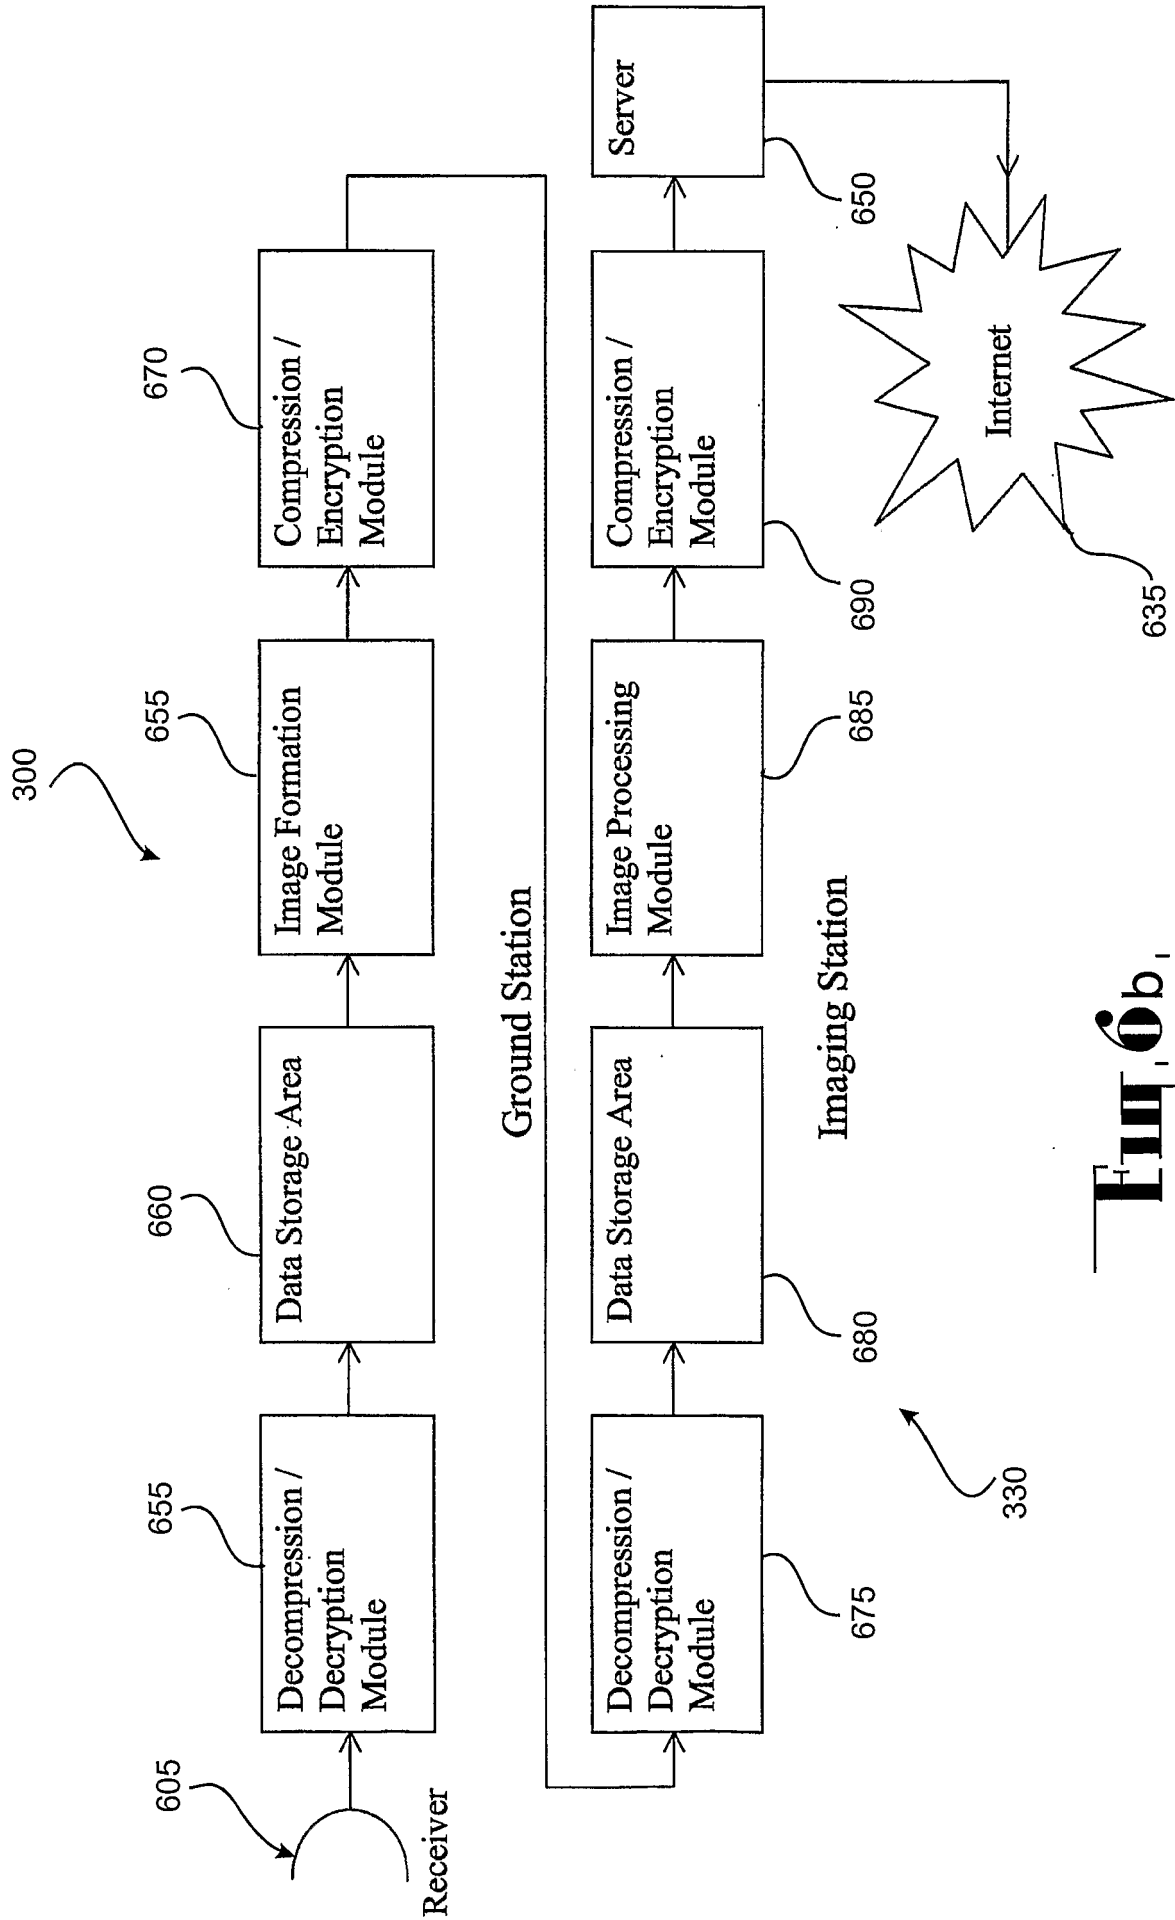 300
605
655
660
655
670
Receiver
Decompression /
Decryption
Module
Data Storage Area
Image Formation
Module
Compression /
Encryption
Module
Ground Station
Decompression /
Decryption
Module
Data Storage Area
Image Processing
Module
Compression /
Encryption
Module
Server
675
680
685
690
650
330
Imaging Station
Internet
635
Fig. 6b.